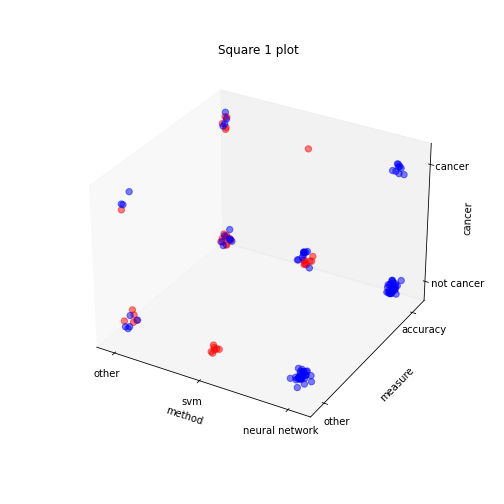 Square 1 plot
cancer
cancer
not cancer
accuracy
measure
other
other
svm
method
neural network